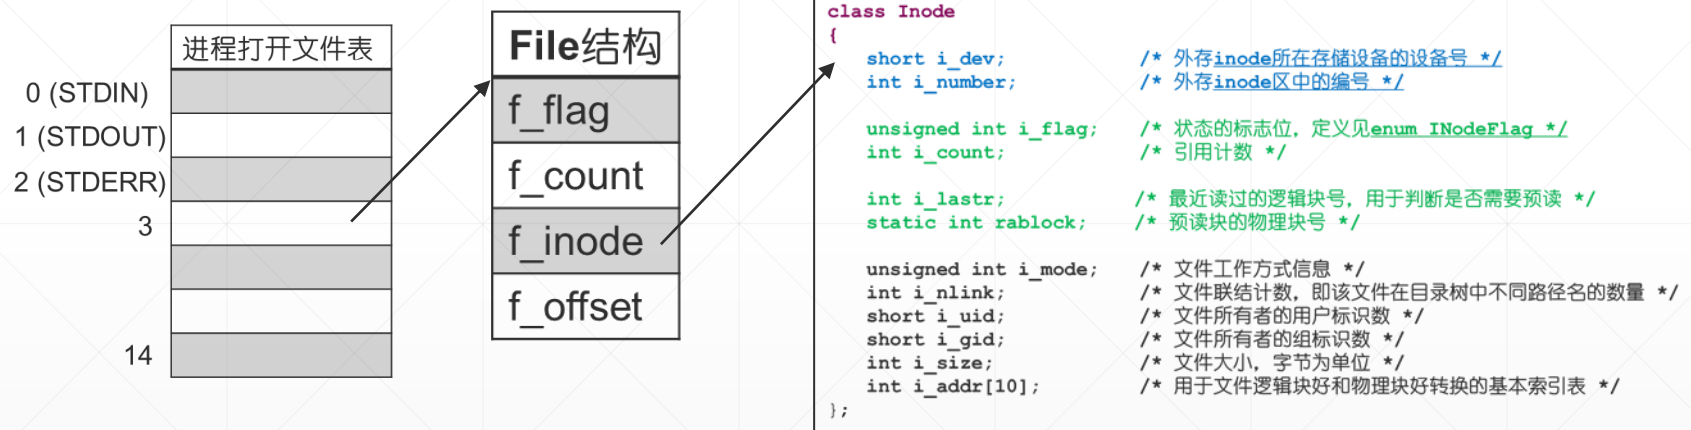 进程打开文件表
0 (STDIN)
1 (STDOUT)
2 (STDERR)
3
14
File结构
f_flag
f_count
f_inode
f_offset
class Inode
{
short i_dev; /* 外存inode所在存储设备的设备号 */
int i_number; /* 外存inode区中的编号 */
unsigned int i_flag; /* 状态的标志位，定义见enum INodeFlag */
int i_count; /* 引用计数 */
int i_lastr; /* 最近读过的逻辑块号，用于判断是否需要预读 */
static int rablock; /* 预读块的物理块号 */
unsigned int i_mode; /* 文件工作方式信息 */
int i_nlink; /* 文件联结计数，即该文件在目录树中不同路径名的数量 */
short i_uid; /* 文件所有者的用户标识数 */
short i_gid; /* 文件所有者的组标识数 */
int i_size; /* 文件大小，字节为单位 */
int i_addr[10]; /* 用于文件逻辑块好和物理块好转换的基本索引表 */
};